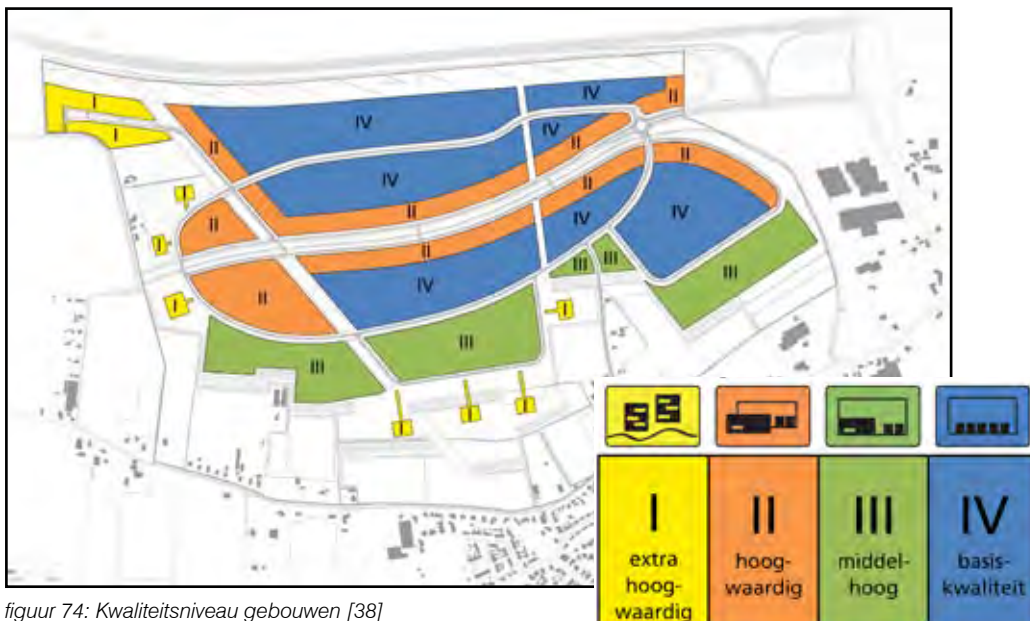 IV
II
I
IV
IV
I
II
II
II
IV
II
I
II
IV
IV
II
I
II
III
III
III
IV
II
I
I
III
III
I
I
I
I
extra
hoog-
waardig
II
hoog-
waardig
III
middel-
hoog
IV
basis-
kwaliteit
figuur 74: Kwaliteitsniveau gebouwen [38]